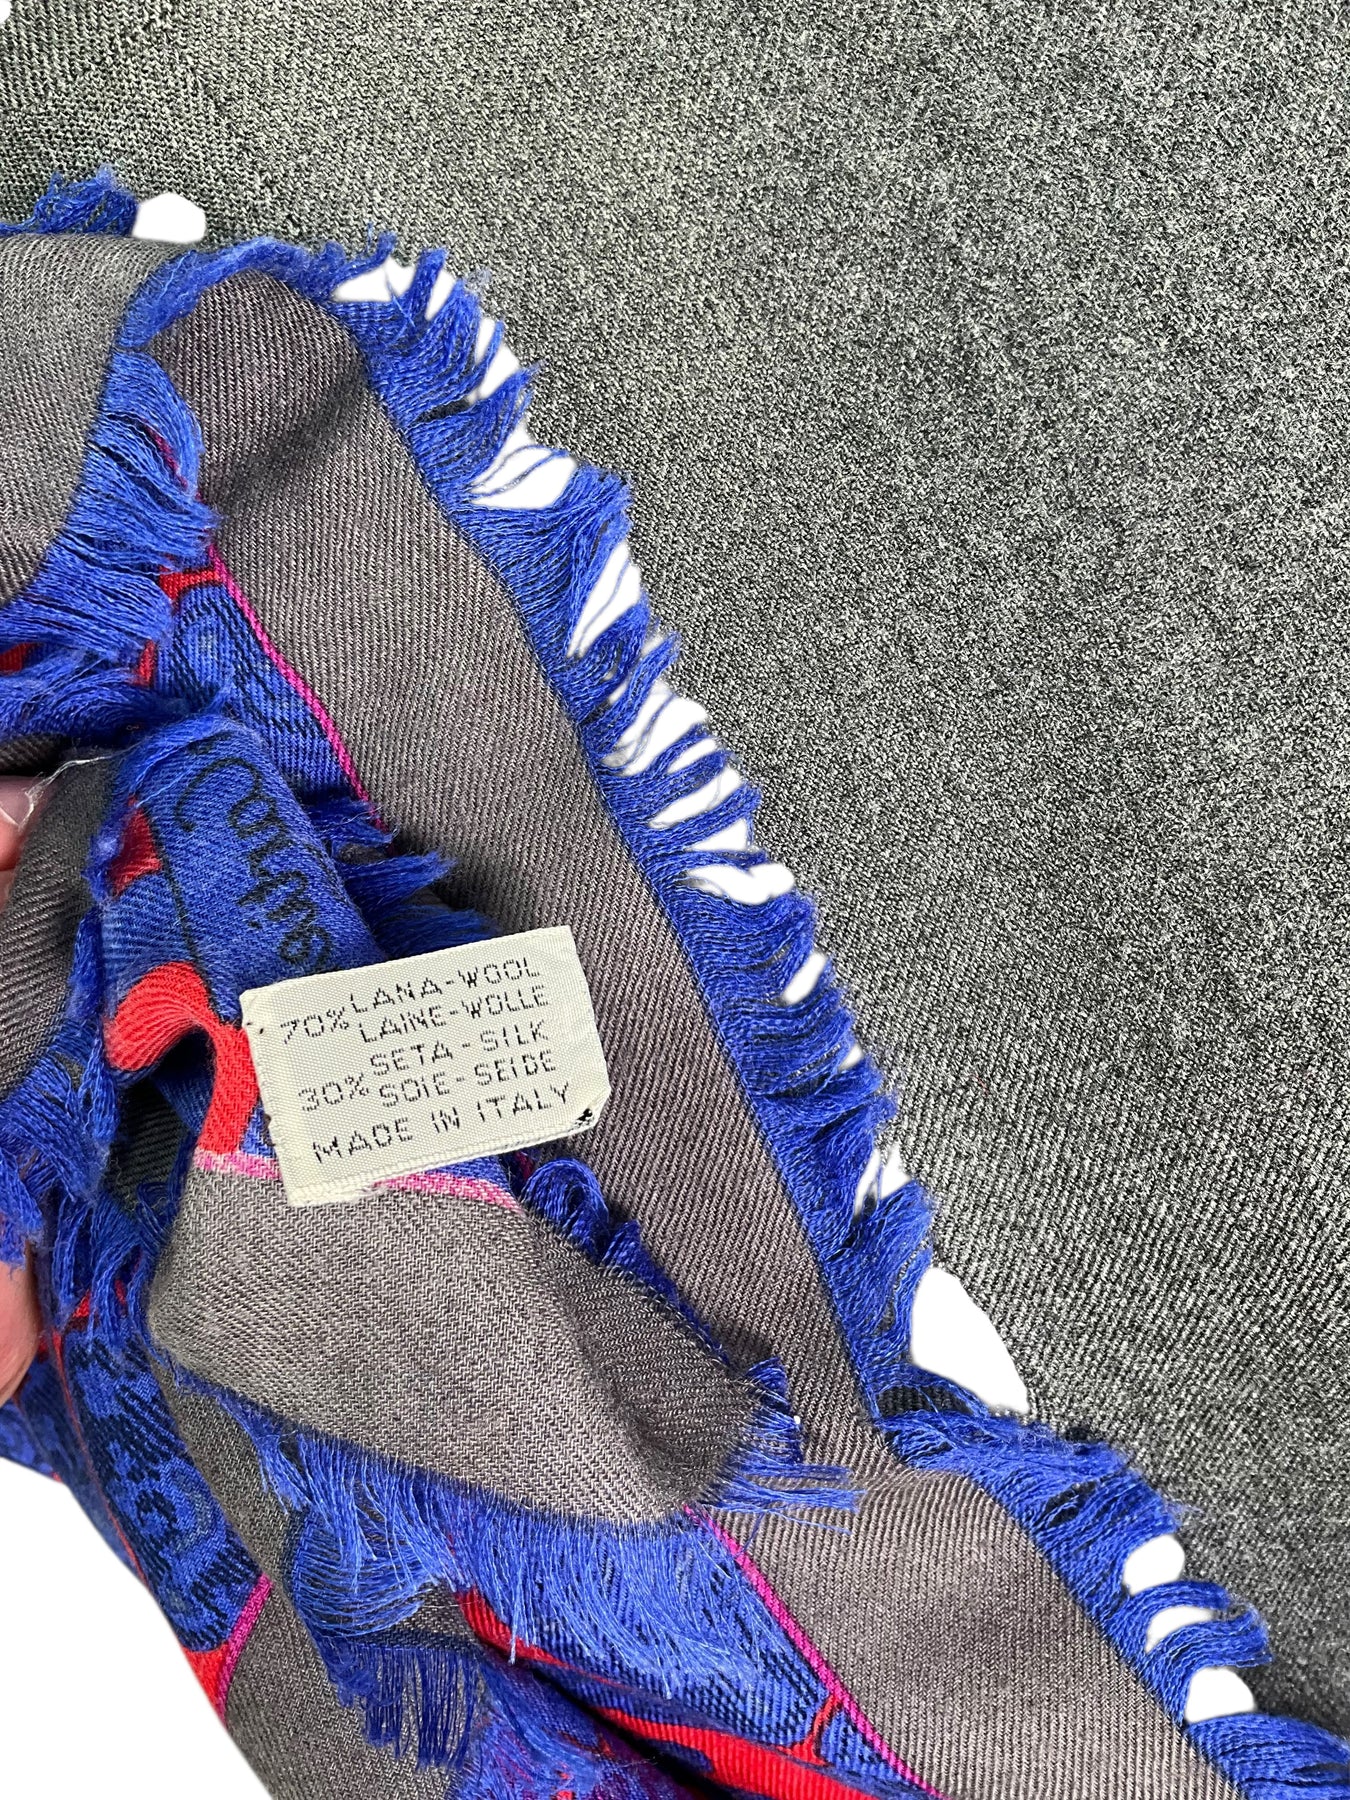 70% LANA-WOOL
LAINE-WOLLE
30% SETA-SILK
SOIE-SEIDE
MADE IN ITALY